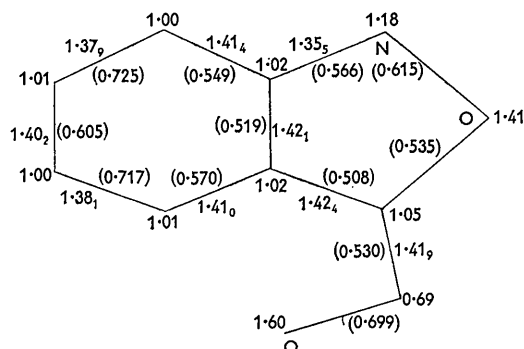 1·00 1·18
1·37₉ 1·41₄ 1·35₅ N
1·02
1·01 (0·725) (0·549) (0·566) (0·615)
O 1·41
1·40₂ (0·605) (0·519) 1·42₁ (0·535)
1·00 (0·717) (0·570) 1·02 (0·508)
1·38₁ 1·01 1·41₀ 1·42₄ 1·05
(0·530) 1·41₉
1·60 0·69
(0·699)
O